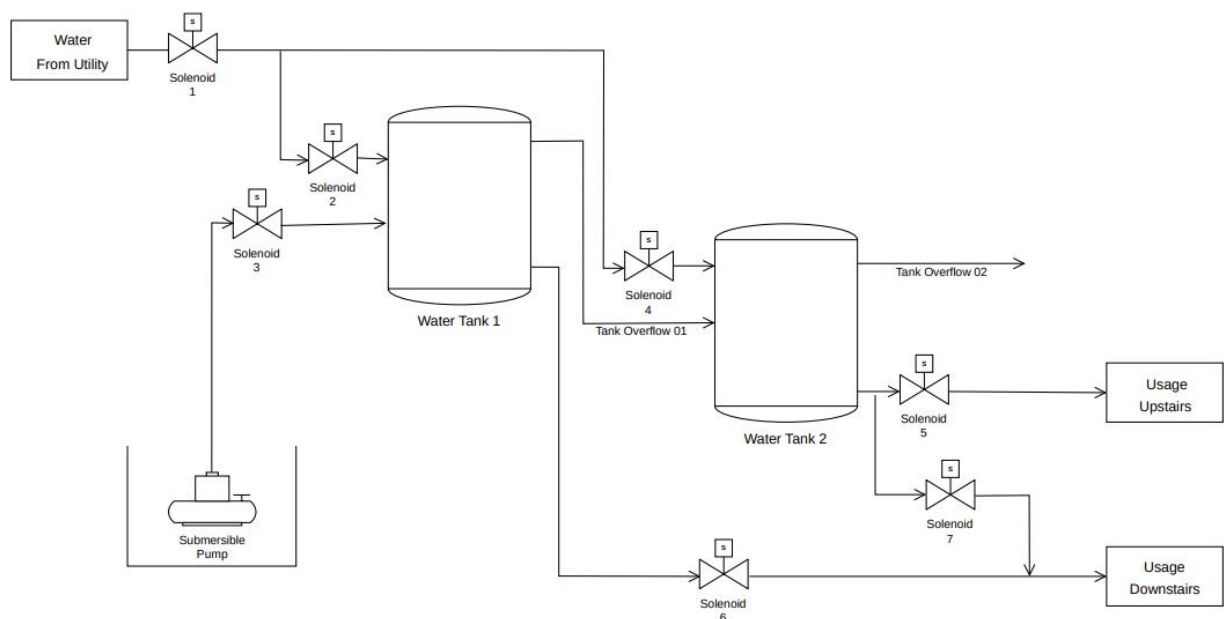 Water
From Utility
S
Solenoid
1
S
Solenoid
2
S
Solenoid
3
Water Tank 1
S
Solenoid
4
Tank Overflow 01
Tank Overflow 02
Water Tank 2
S
Solenoid
5
Usage
Upstairs
S
Solenoid
7
Submersible
Pump
S
Solenoid
6
Usage
Downstairs